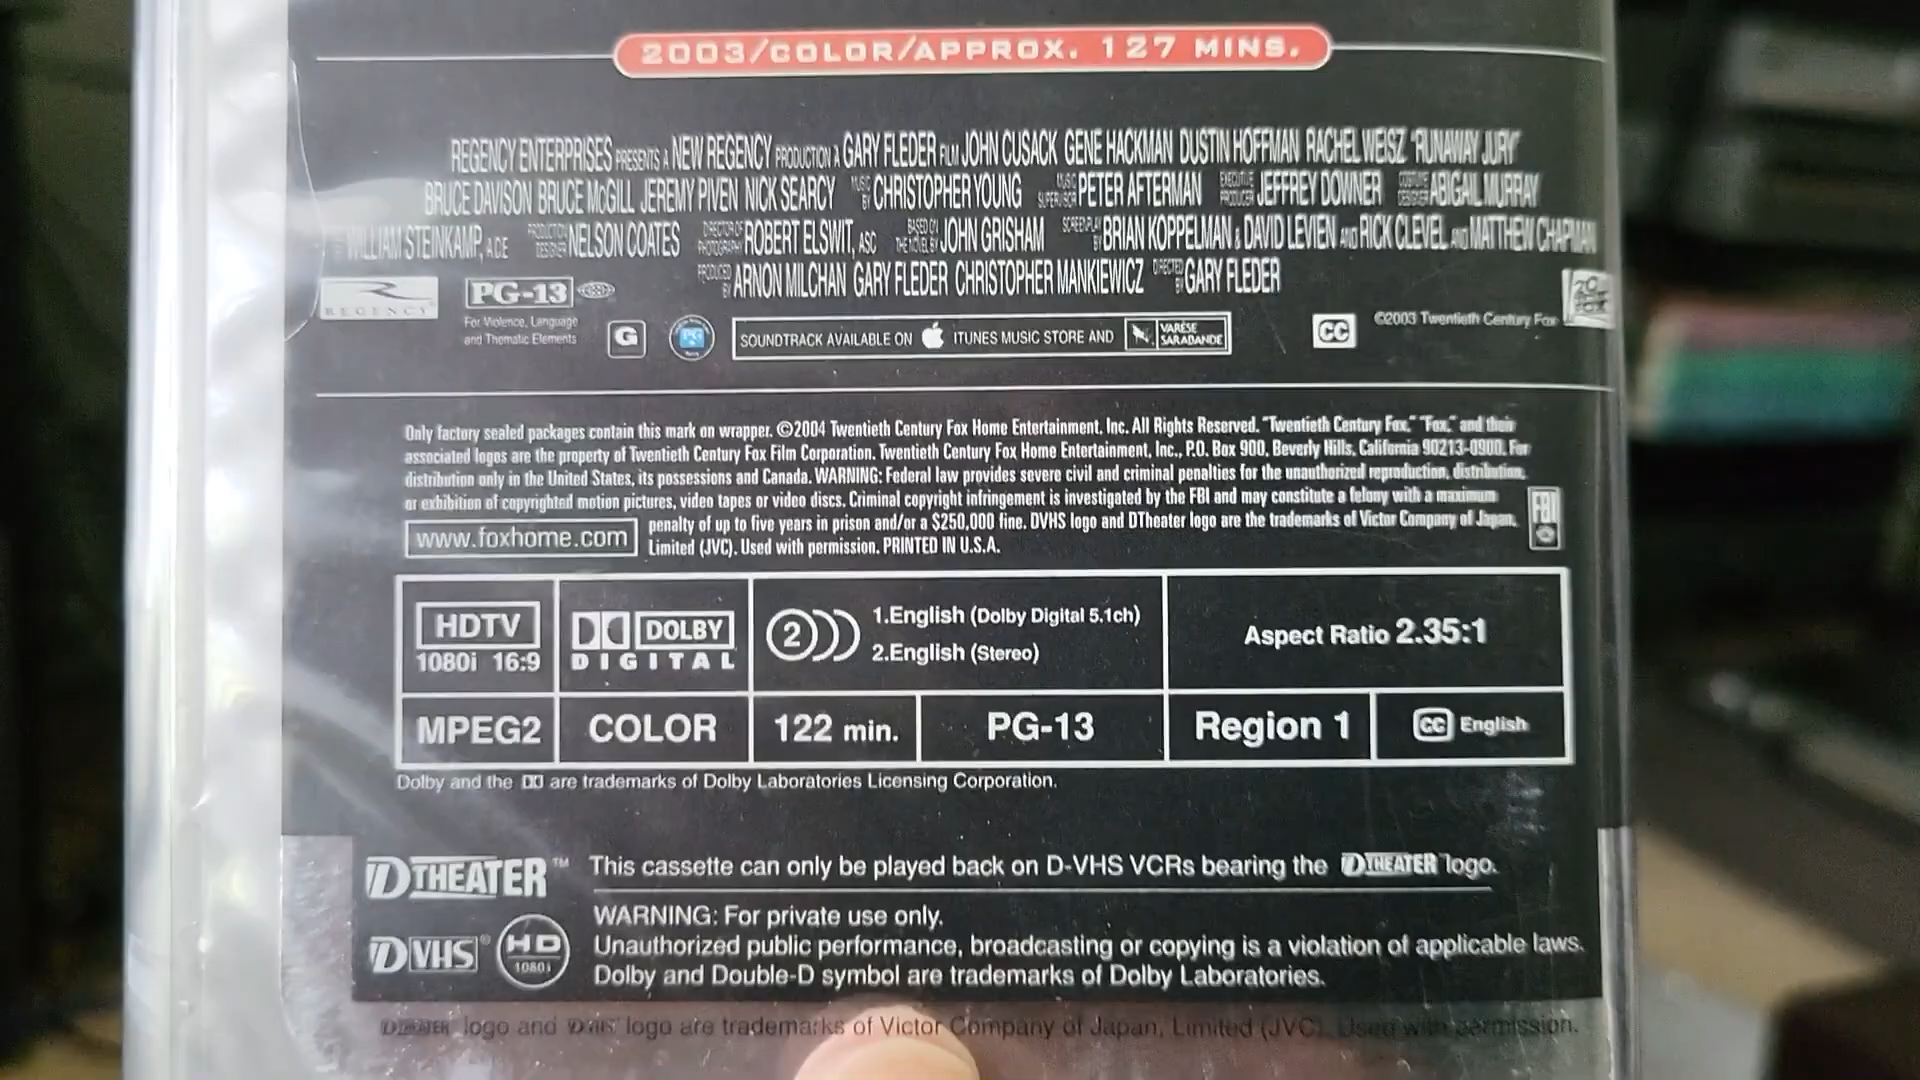 2003/COLOR/APPROX. 127 MINS.
REGENCY ENTERPRISES PRESENTS A NEW REGENCY PRODUCTION A GARY FLEDER FILM JOHN CUSACK GENE HACKMAN DUSTIN HOFFMAN RACHEL WEISZ "RUNAWAY JURY"
BRUCE DAVISON BRUCE McGILL JEREMY PIVEN NICK SEARCY MUSIC BY CHRISTOPHER YOUNG MUSIC SUPERVISOR PETER AFTERMAN EXECUTIVE PRODUCER JEFFREY DOWNER COSTUME DESIGNER ABIGAIL MURRAY
WILLIAM STEINKAMP, A.C.E. PRODUCTION DESIGNER NELSON COATES DIRECTOR OF PHOTOGRAPHY ROBERT ELSWIT, ASC BASED ON THE NOVEL BY JOHN GRISHAM SCREENPLAY BY BRIAN KOPPELMAN & DAVID LEVIEN AND RICK CLEVEL AND MATTHEW CHAPMAN
PRODUCED BY ARNON MILCHAN GARY FLEDER CHRISTOPHER MANKIEWICZ DIRECTED BY GARY FLEDER
REGENCY
PG-13
For Violence, Language
and Thematic Elements
G
PG
SOUNDTRACK AVAILABLE ON ITUNES MUSIC STORE AND VARÈSE SARABANDE
CC
©2003 Twentieth Century Fox
Only factory sealed packages contain this mark on wrapper. ©2004 Twentieth Century Fox Home Entertainment, Inc. All Rights Reserved. "Twentieth Century Fox," "Fox," and their
associated logos are the property of Twentieth Century Fox Film Corporation. Twentieth Century Fox Home Entertainment, Inc., P.O. Box 900, Beverly Hills, California 90213-0900. For
distribution only in the United States, its possessions and Canada. WARNING: Federal law provides severe civil and criminal penalties for the unauthorized reproduction, distribution,
or exhibition of copyrighted motion pictures, video tapes or video discs. Criminal copyright infringement is investigated by the FBI and may constitute a felony with a maximum
penalty of up to five years in prison and/or a $250,000 fine. DVHS logo and DTheater logo are the trademarks of Victor Company of Japan,
Limited (JVC). Used with permission. PRINTED IN U.S.A.
www.foxhome.com
FBI
HDTV
1080i 16:9
DOLBY
DIGITAL
2
1.English (Dolby Digital 5.1ch)
2.English (Stereo)
Aspect Ratio 2.35:1
MPEG2
COLOR
122 min.
PG-13
Region 1
CC English
Dolby and the are trademarks of Dolby Laboratories Licensing Corporation.
D THEATER™
This cassette can only be played back on D-VHS VCRs bearing the D THEATER logo.
D VHS®
HD
1080i
WARNING: For private use only.
Unauthorized public performance, broadcasting or copying is a violation of applicable laws.
Dolby and Double-D symbol are trademarks of Dolby Laboratories.
D THEATER logo and D VHS logo are trademarks of Victor Company of Japan, Limited (JVC). Used with permission.